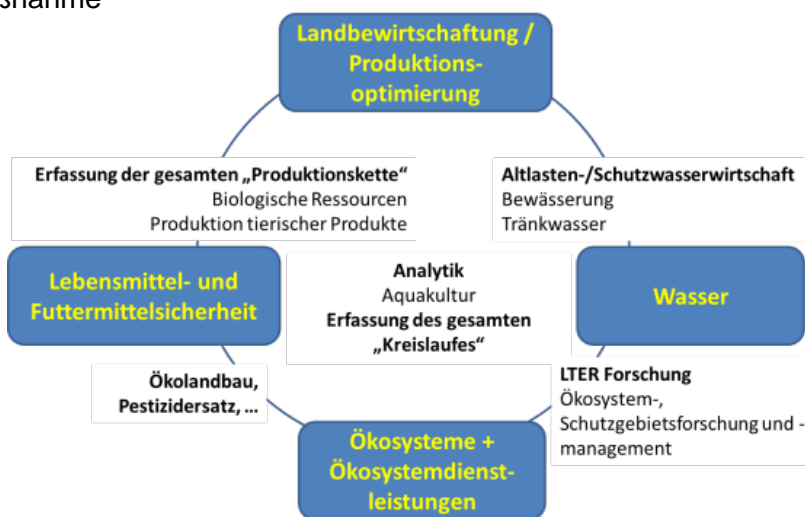 ßnahme
Landbewirtschaftung /
Produktions-
optimierung
Erfassung der gesamten „Produktionskette“
Biologische Ressourcen
Produktion tierischer Produkte
Altlasten-/Schutzwasserwirtschaft
Bewässerung
Tränkwasser
Lebensmittel- und
Futtermittelsicherheit
Analytik
Aquakultur
Erfassung des gesamten
„Kreislaufes“
Wasser
Ökolandbau,
Pestizidersatz, ...
LTER Forschung
Ökosystem-,
Schutzgebietsforschung und -
management
Ökosysteme +
Ökosystemdienst-
leistungen